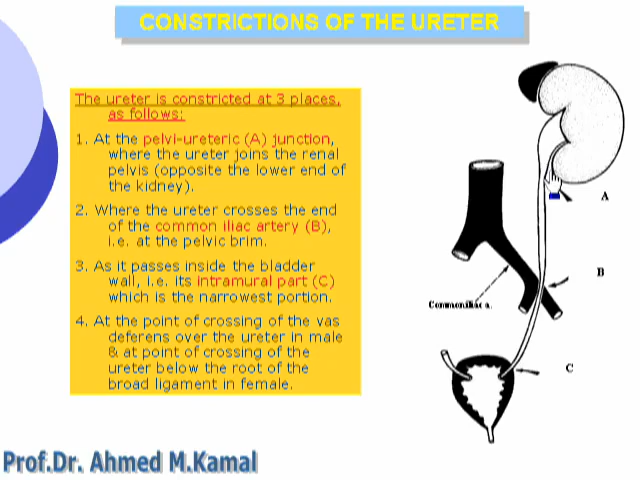 CONSTRICTIONS OF THE URETER
The ureter is constricted at 3 places,
as follows:
1. At the pelvi-ureteric (A) junction,
where the ureter joins the renal
pelvis (opposite the lower end of
the kidney).
2. Where the ureter crosses the end
of the common iliac artery (B),
i.e. at the pelvic brim.
3. As it passes inside the bladder
wall, i.e. its intramural part (C)
which is the narrowest portion.
4. At the point of crossing of the vas
deferens over the ureter in male
& at point of crossing of the
ureter below the root of the
broad ligament in female.
A
B
Common iliac a.
C
Prof.Dr. Ahmed M.Kamal